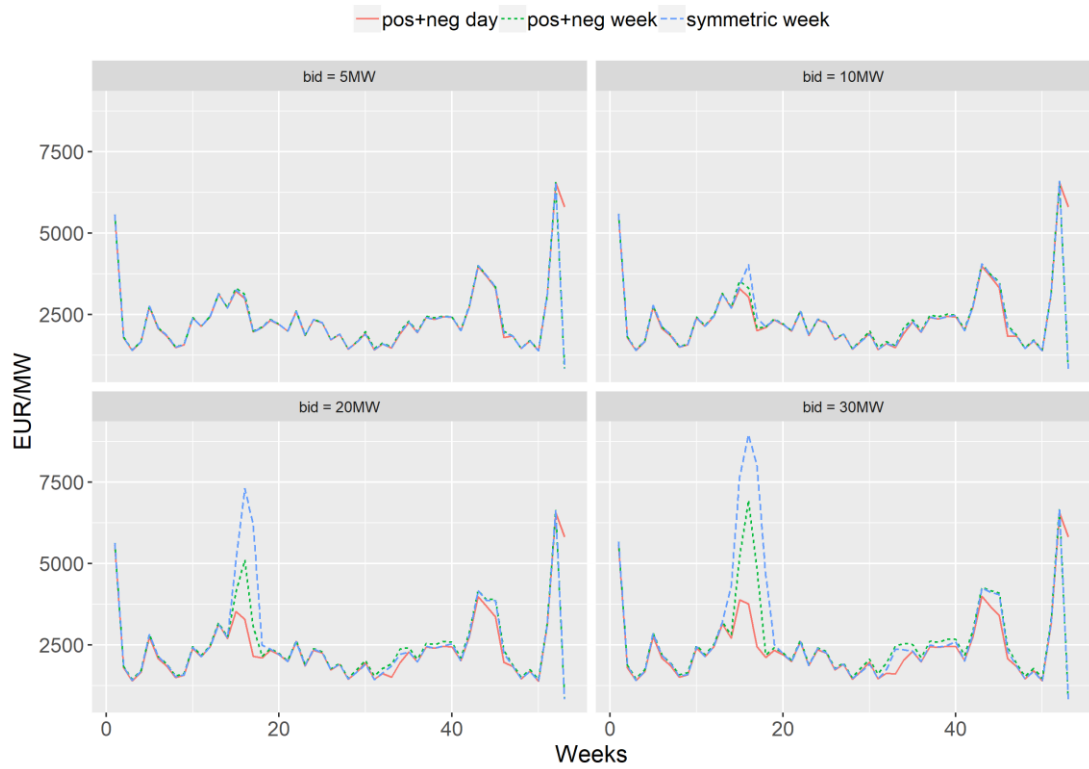 pos+neg day pos+neg week symmetric week
bid = 5MW bid = 10MW
7500
5000
2500
EUR/MW
bid = 20MW bid = 30MW
7500
5000
2500
0 20 40 0 20 40
Weeks